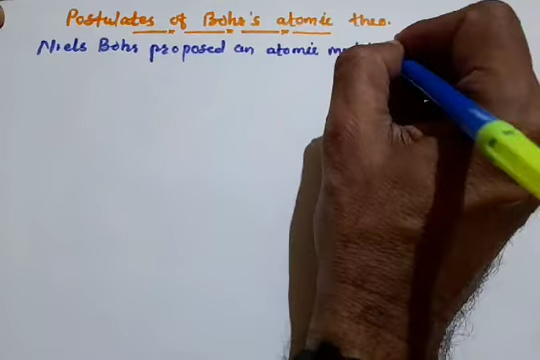 Postulates of Bohr's atomic theo.
Niels Bohr proposed an atomic